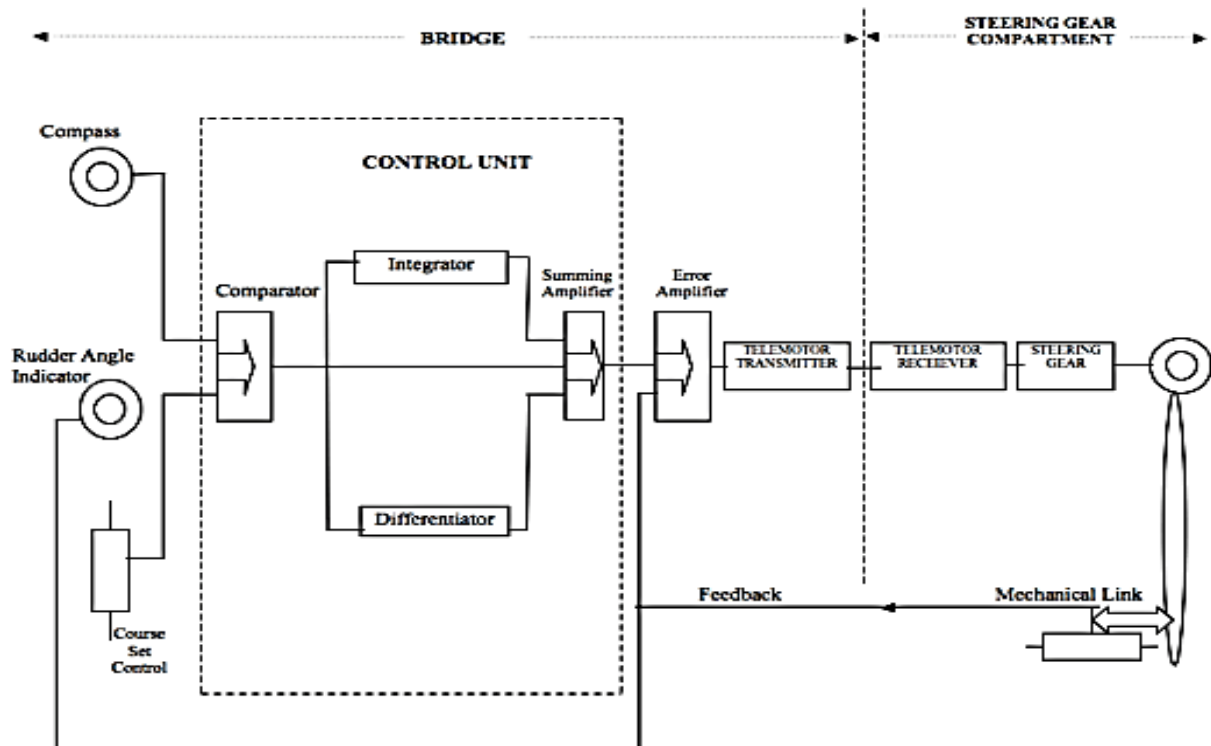 BRIDGE
STEERING GEAR
COMPARTMENT
Compass
CONTROL UNIT
Integrator
Comparator
Summing
Amplifier
Error
Amplifier
Rudder Angle
Indicator
TELEMOTOR
TRANSMITTER
TELEMOTOR
RECHEVER
STEERING
GEAR
Differentiator
Feedback
Mechanical Link
Course
Set
Control